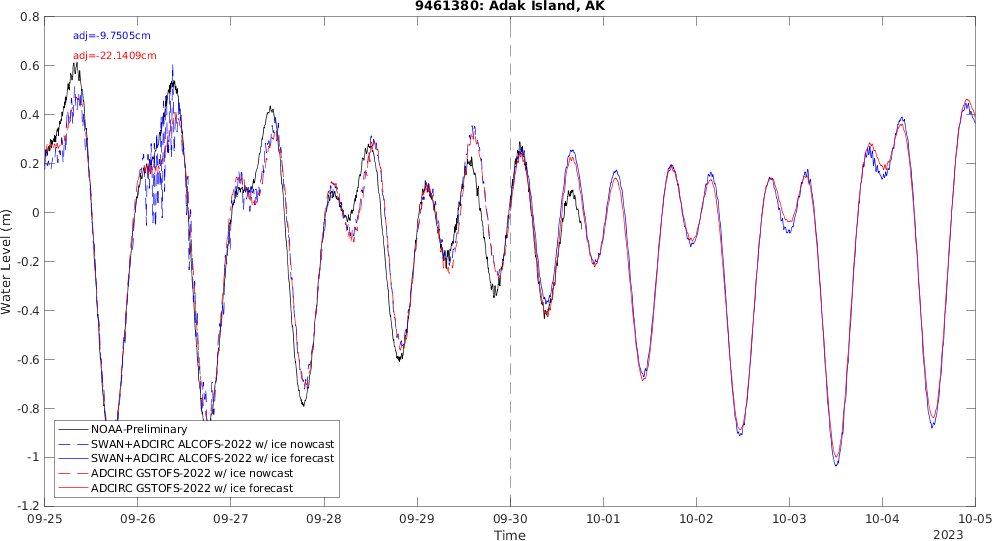 9461380: Adak Island, AK
0.8
adj=-9.7505cm
adj=-22.1409cm
0.6
0.4
0.2
0
-0.2
-0.4
-0.6
-0.8
-1
-1.2
Water Level (m)
NOAA-Preliminary
SWAN+ADCIRC ALCOFS-2022 w/ ice nowcast
SWAN+ADCIRC ALCOFS-2022 w/ ice forecast
ADCIRC GSTOFS-2022 w/ ice nowcast
ADCIRC GSTOFS-2022 w/ ice forecast
09-25 09-26 09-27 09-28 09-29 09-30 10-01 10-02 10-03 10-04 10-05
Time
2023